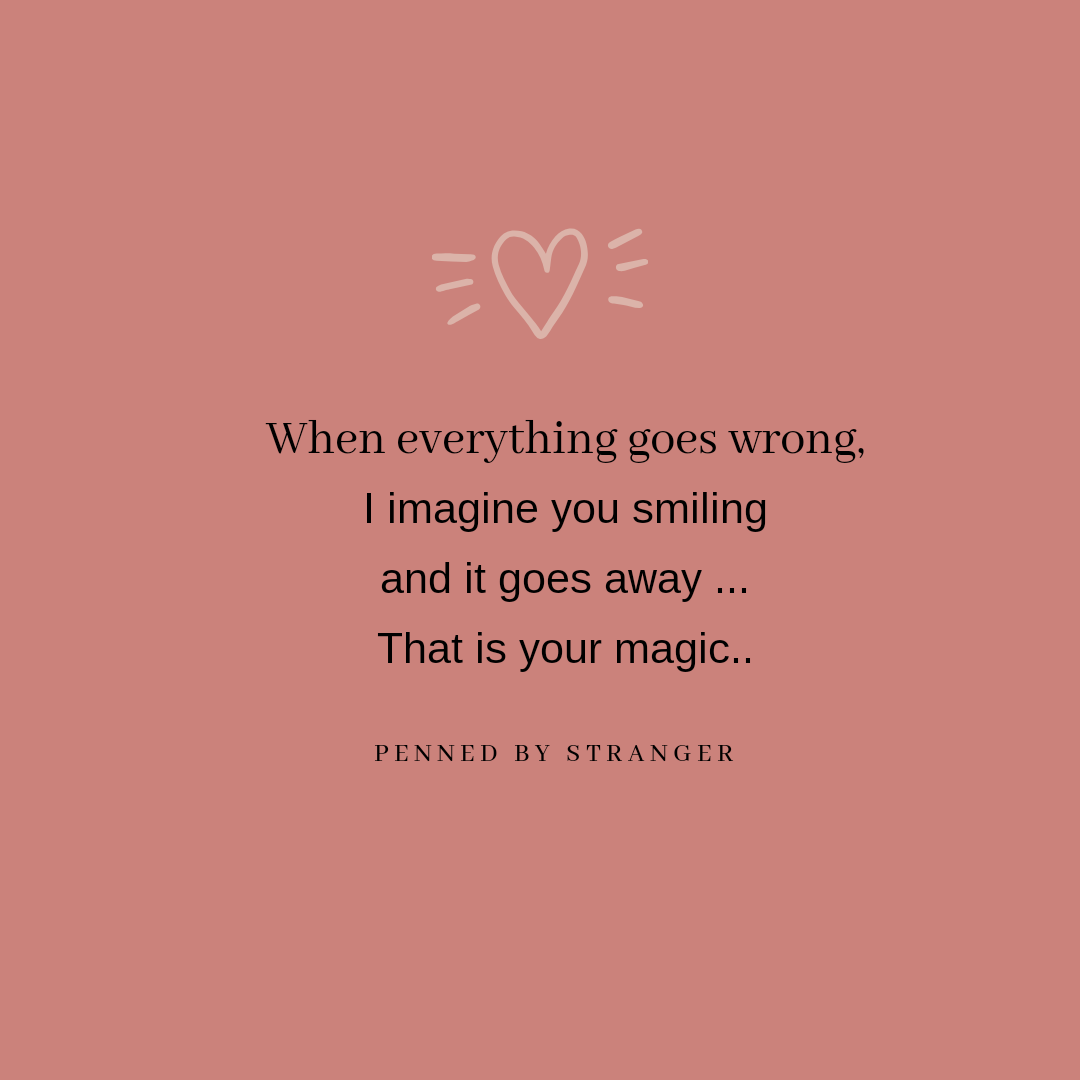 When everything goes wrong,
I imagine you smiling
and it goes away ...
That is your magic..
PENNED BY STRANGER